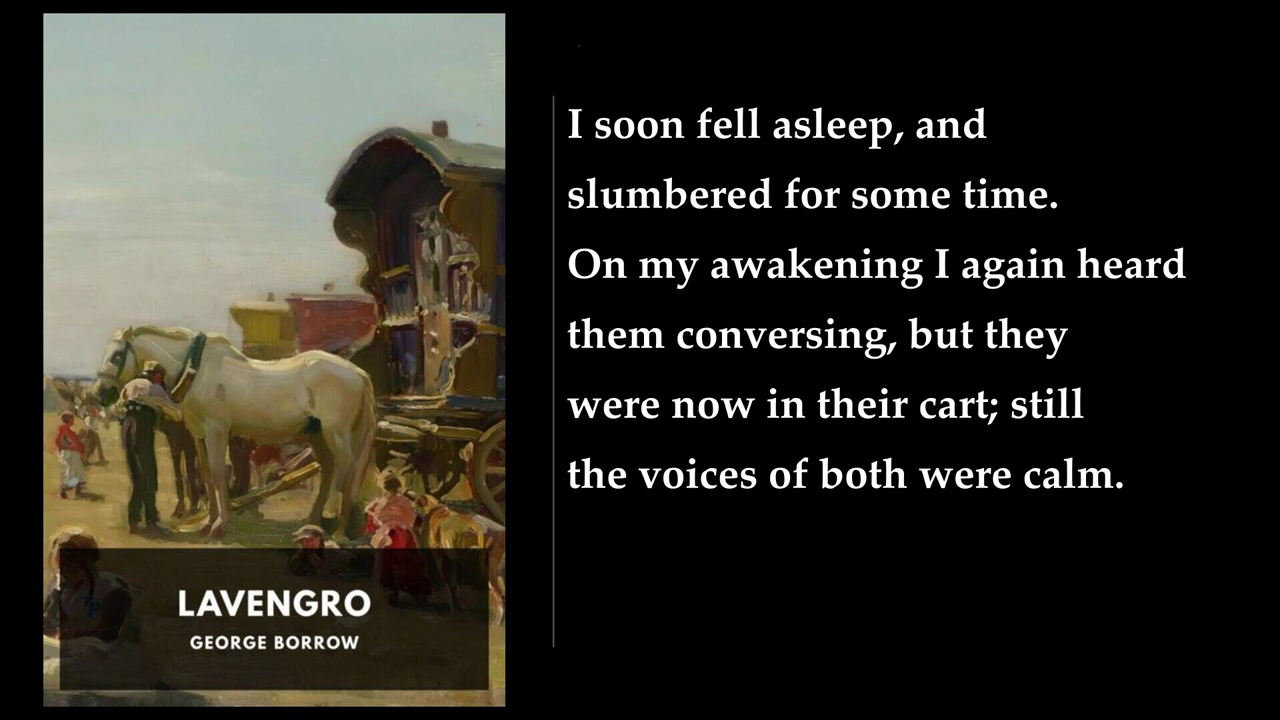 LAVENGRO
GEORGE BORROW
I soon fell asleep, and
slumbered for some time.
On my awakening I again heard
them conversing, but they
were now in their cart; still
the voices of both were calm.